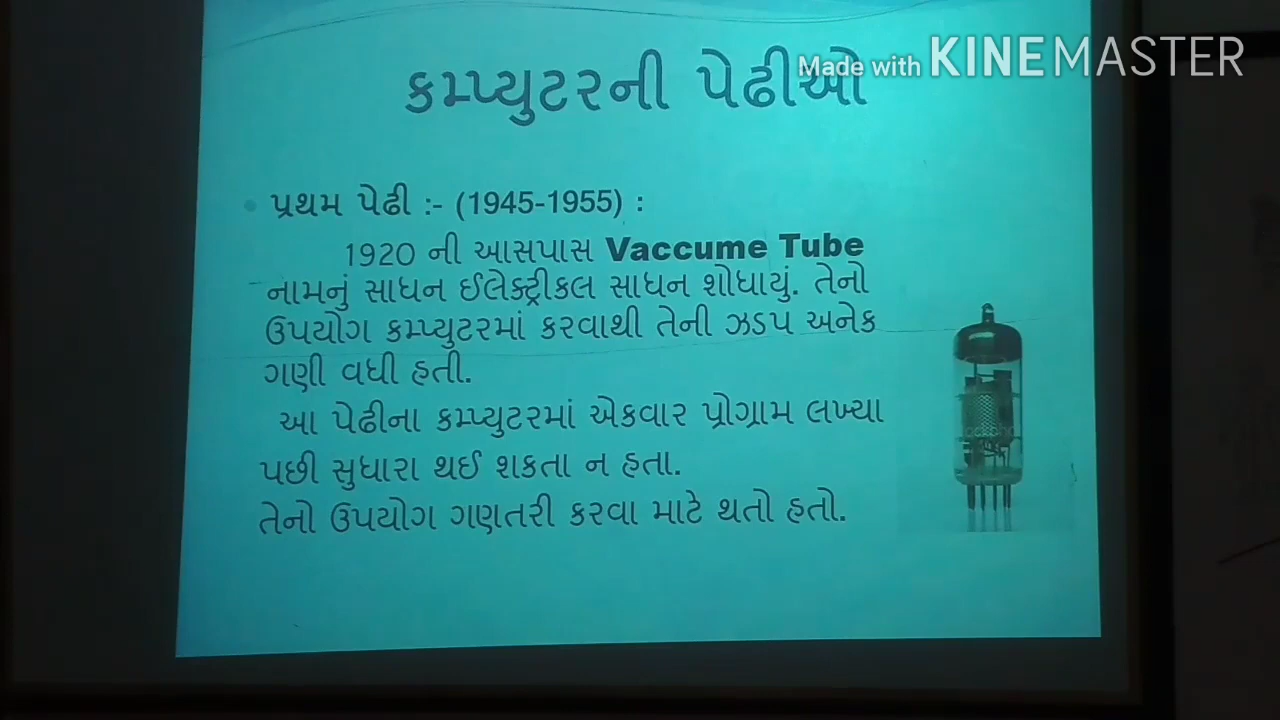 Made with KINEMASTER
કમ્પ્યુટરની પેઢીઓ
પ્રથમ પેઢી :- (1945-1955) :
1920 ની આસપાસ Vaccume Tube
નામનું સાધન ઈલેક્ટ્રીકલ સાધન શોધાયું. તેનો
ઉપયોગ કમ્પ્યુટરમાં કરવાથી તેની ઝડપ અનેક
ગણી વધી હતી.
આ પેઢીના કમ્પ્યુટરમાં એકવાર પ્રોગ્રામ લખ્યા
પછી સુધારા થઈ શકતા ન હતા.
તેનો ઉપયોગ ગણતરી કરવા માટે થતો હતો.